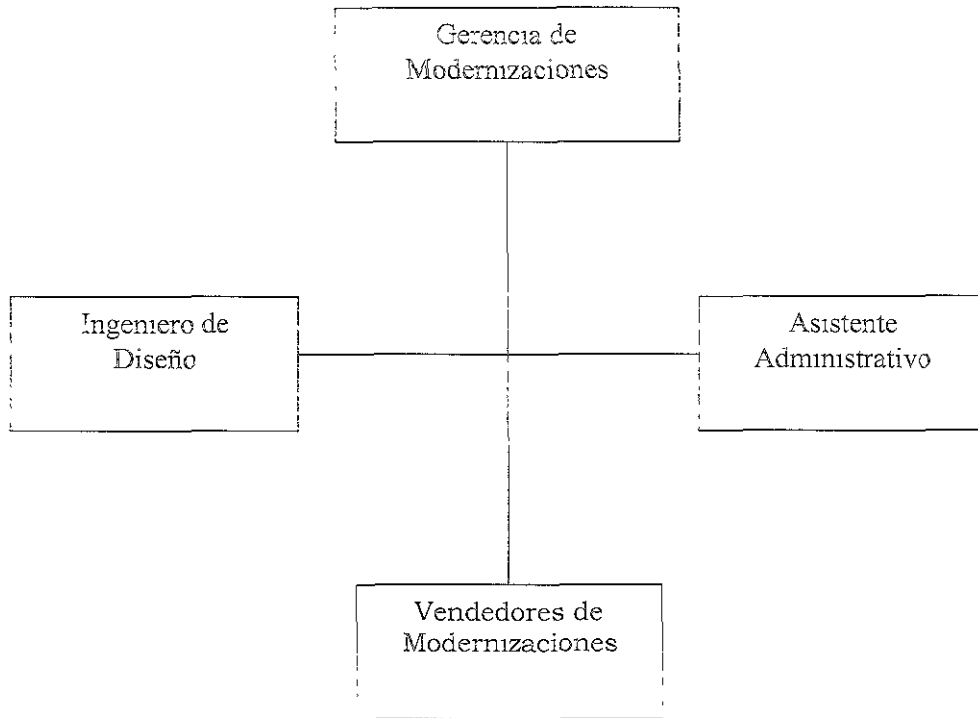 Gerencia de
Modernizaciones
Ingeniero de
Diseño
Asistente
Administrativo
Vendedores de
Modernizaciones